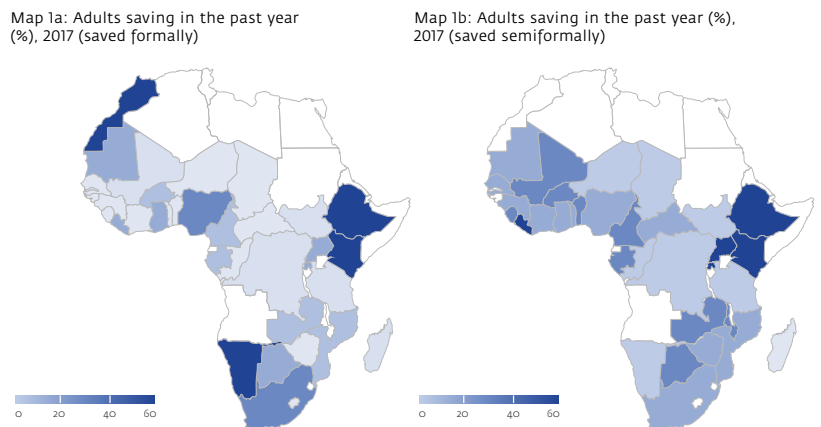 Map 1a: Adults saving in the past year
(%), 2017 (saved formally)
Map 1b: Adults saving in the past year (%),
2017 (saved semiformally)
0 20 40 60
0 20 40 60